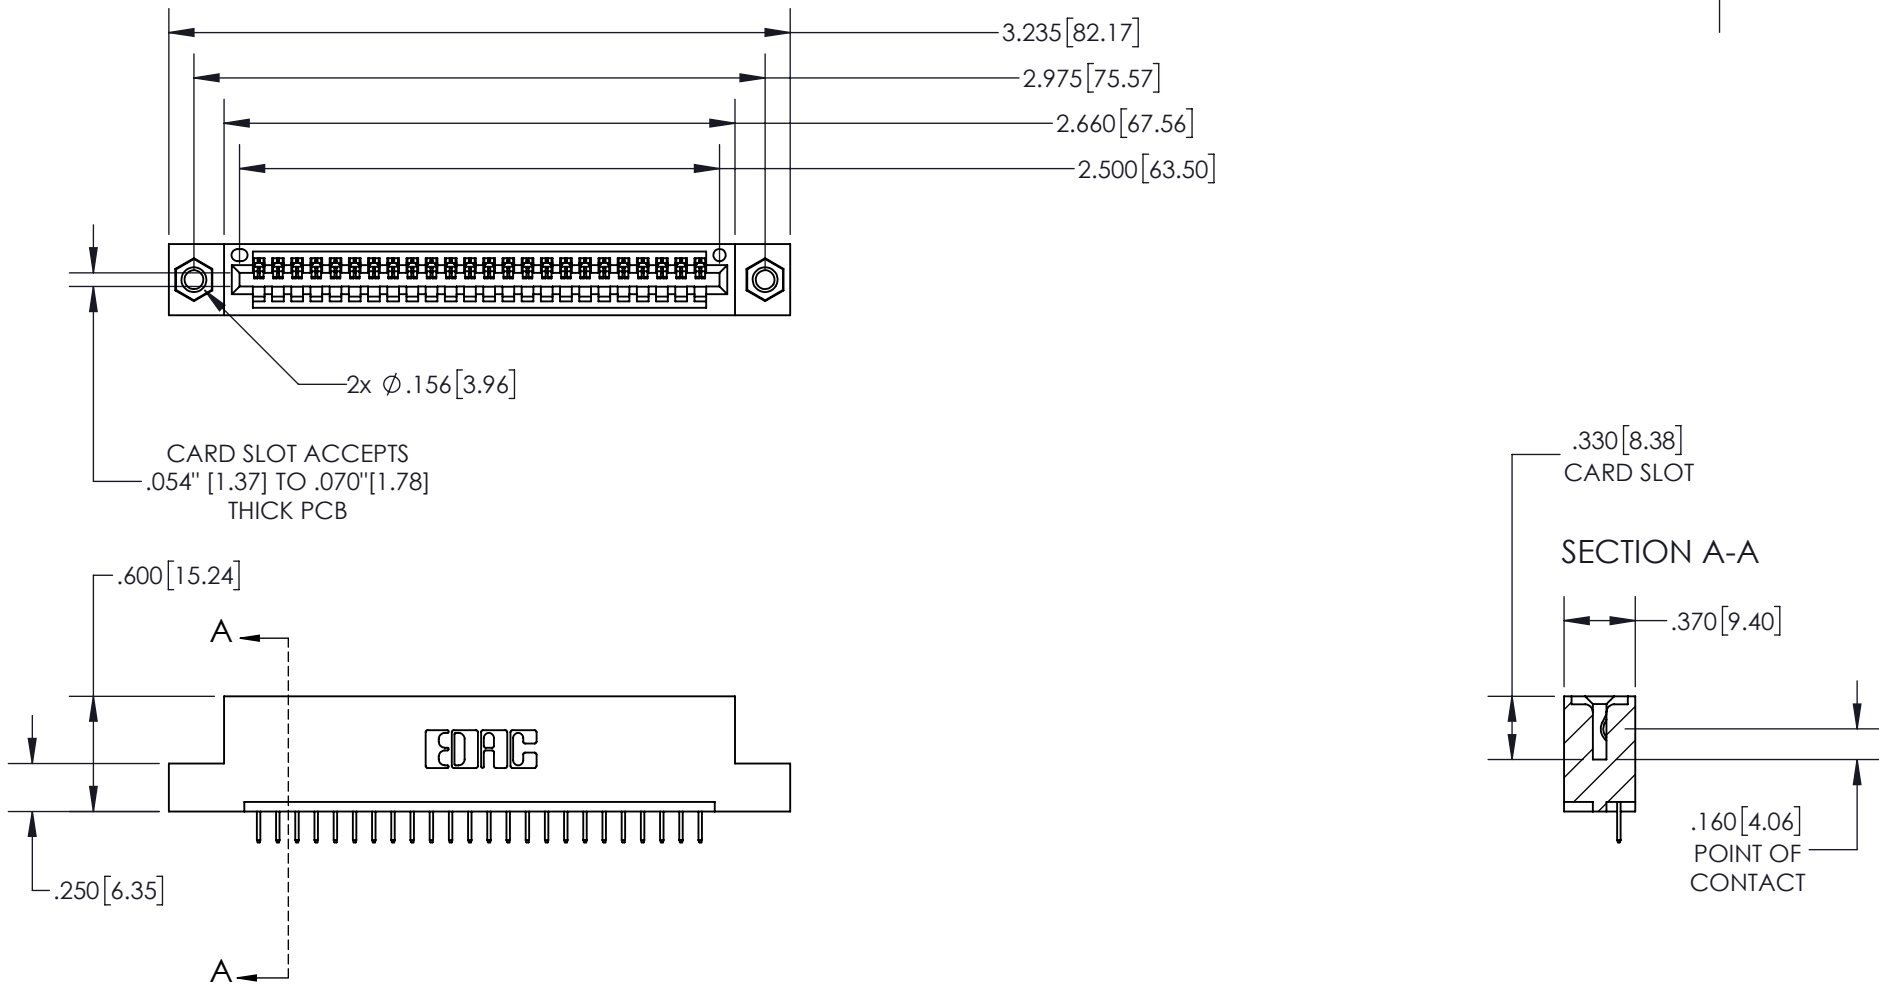 3.235[82.17]
2.975[75.57]
2.660[67.56]
2.500[63.50]
2x Ø.156[3.96]
CARD SLOT ACCEPTS
.054" [1.37] TO .070"[1.78]
THICK PCB
.330[8.38]
CARD SLOT
SECTION A-A
.600[15.24]
.370[9.40]
A
EDAC
.160[4.06]
POINT OF
CONTACT
.250[6.35]
A